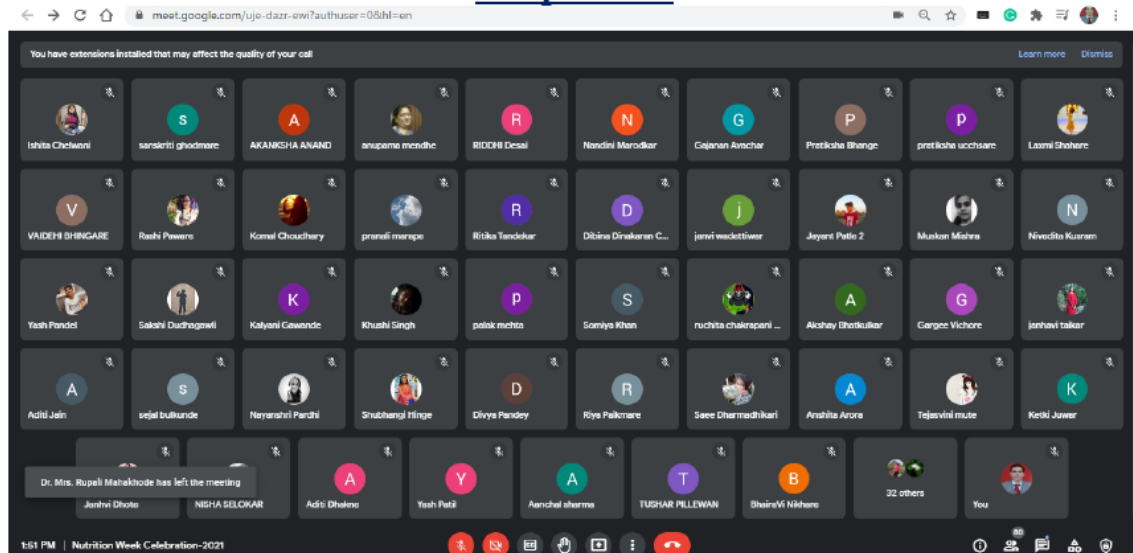 meet.google.com/uje-dazr-ewi?authuser=0&hl=en
You have extensions installed that may affect the quality of your call Learn more Dismiss
Ishita Chelwani S sanskriti ghodmare A AKANKSHA ANAND anupama mendhe R RIDDHI Desai N Nandini Marodkar G Gajanan Avachar P Pratiksha Bhange p pratiksha ucchsare Laxmi Shahare
V VAIDEHI BHINGARE Rashi Paware Komal Choudhary pranali marape R Ritika Tandekar D Dibina Dinakaran C... j janvi wadettiwar Jayant Patle 2 Muskan Mishra N Nivedita Kusram
Yash Pandel Sakshi Dudhagawli K Kalyani Gawande Khushi Singh p palak mehta S Somiya Khan ruchita chakrapani ... A Akshay Bhatkulkar G Gargee Vichore janhavi talkar
A Aditi Jain s sejal bulkunde Nayanshri Pardhi Shubhangi Hinge D Divya Pandey R Riya Palkmare Saee Dharmadhikari A Anshita Arora Tejasvini mute K Ketki Juwar
Dr. Mrs. Rupali Mahakhode has left the meeting
Janhvi Dhote NISHA SELOKAR A Aditi Dhakne Y Yash Patil A Aanchal sharma T TUSHAR PILLEWAN B BhairaVi Nikhare 32 others You
1:51 PM | Nutrition Week Celebration-2021 80